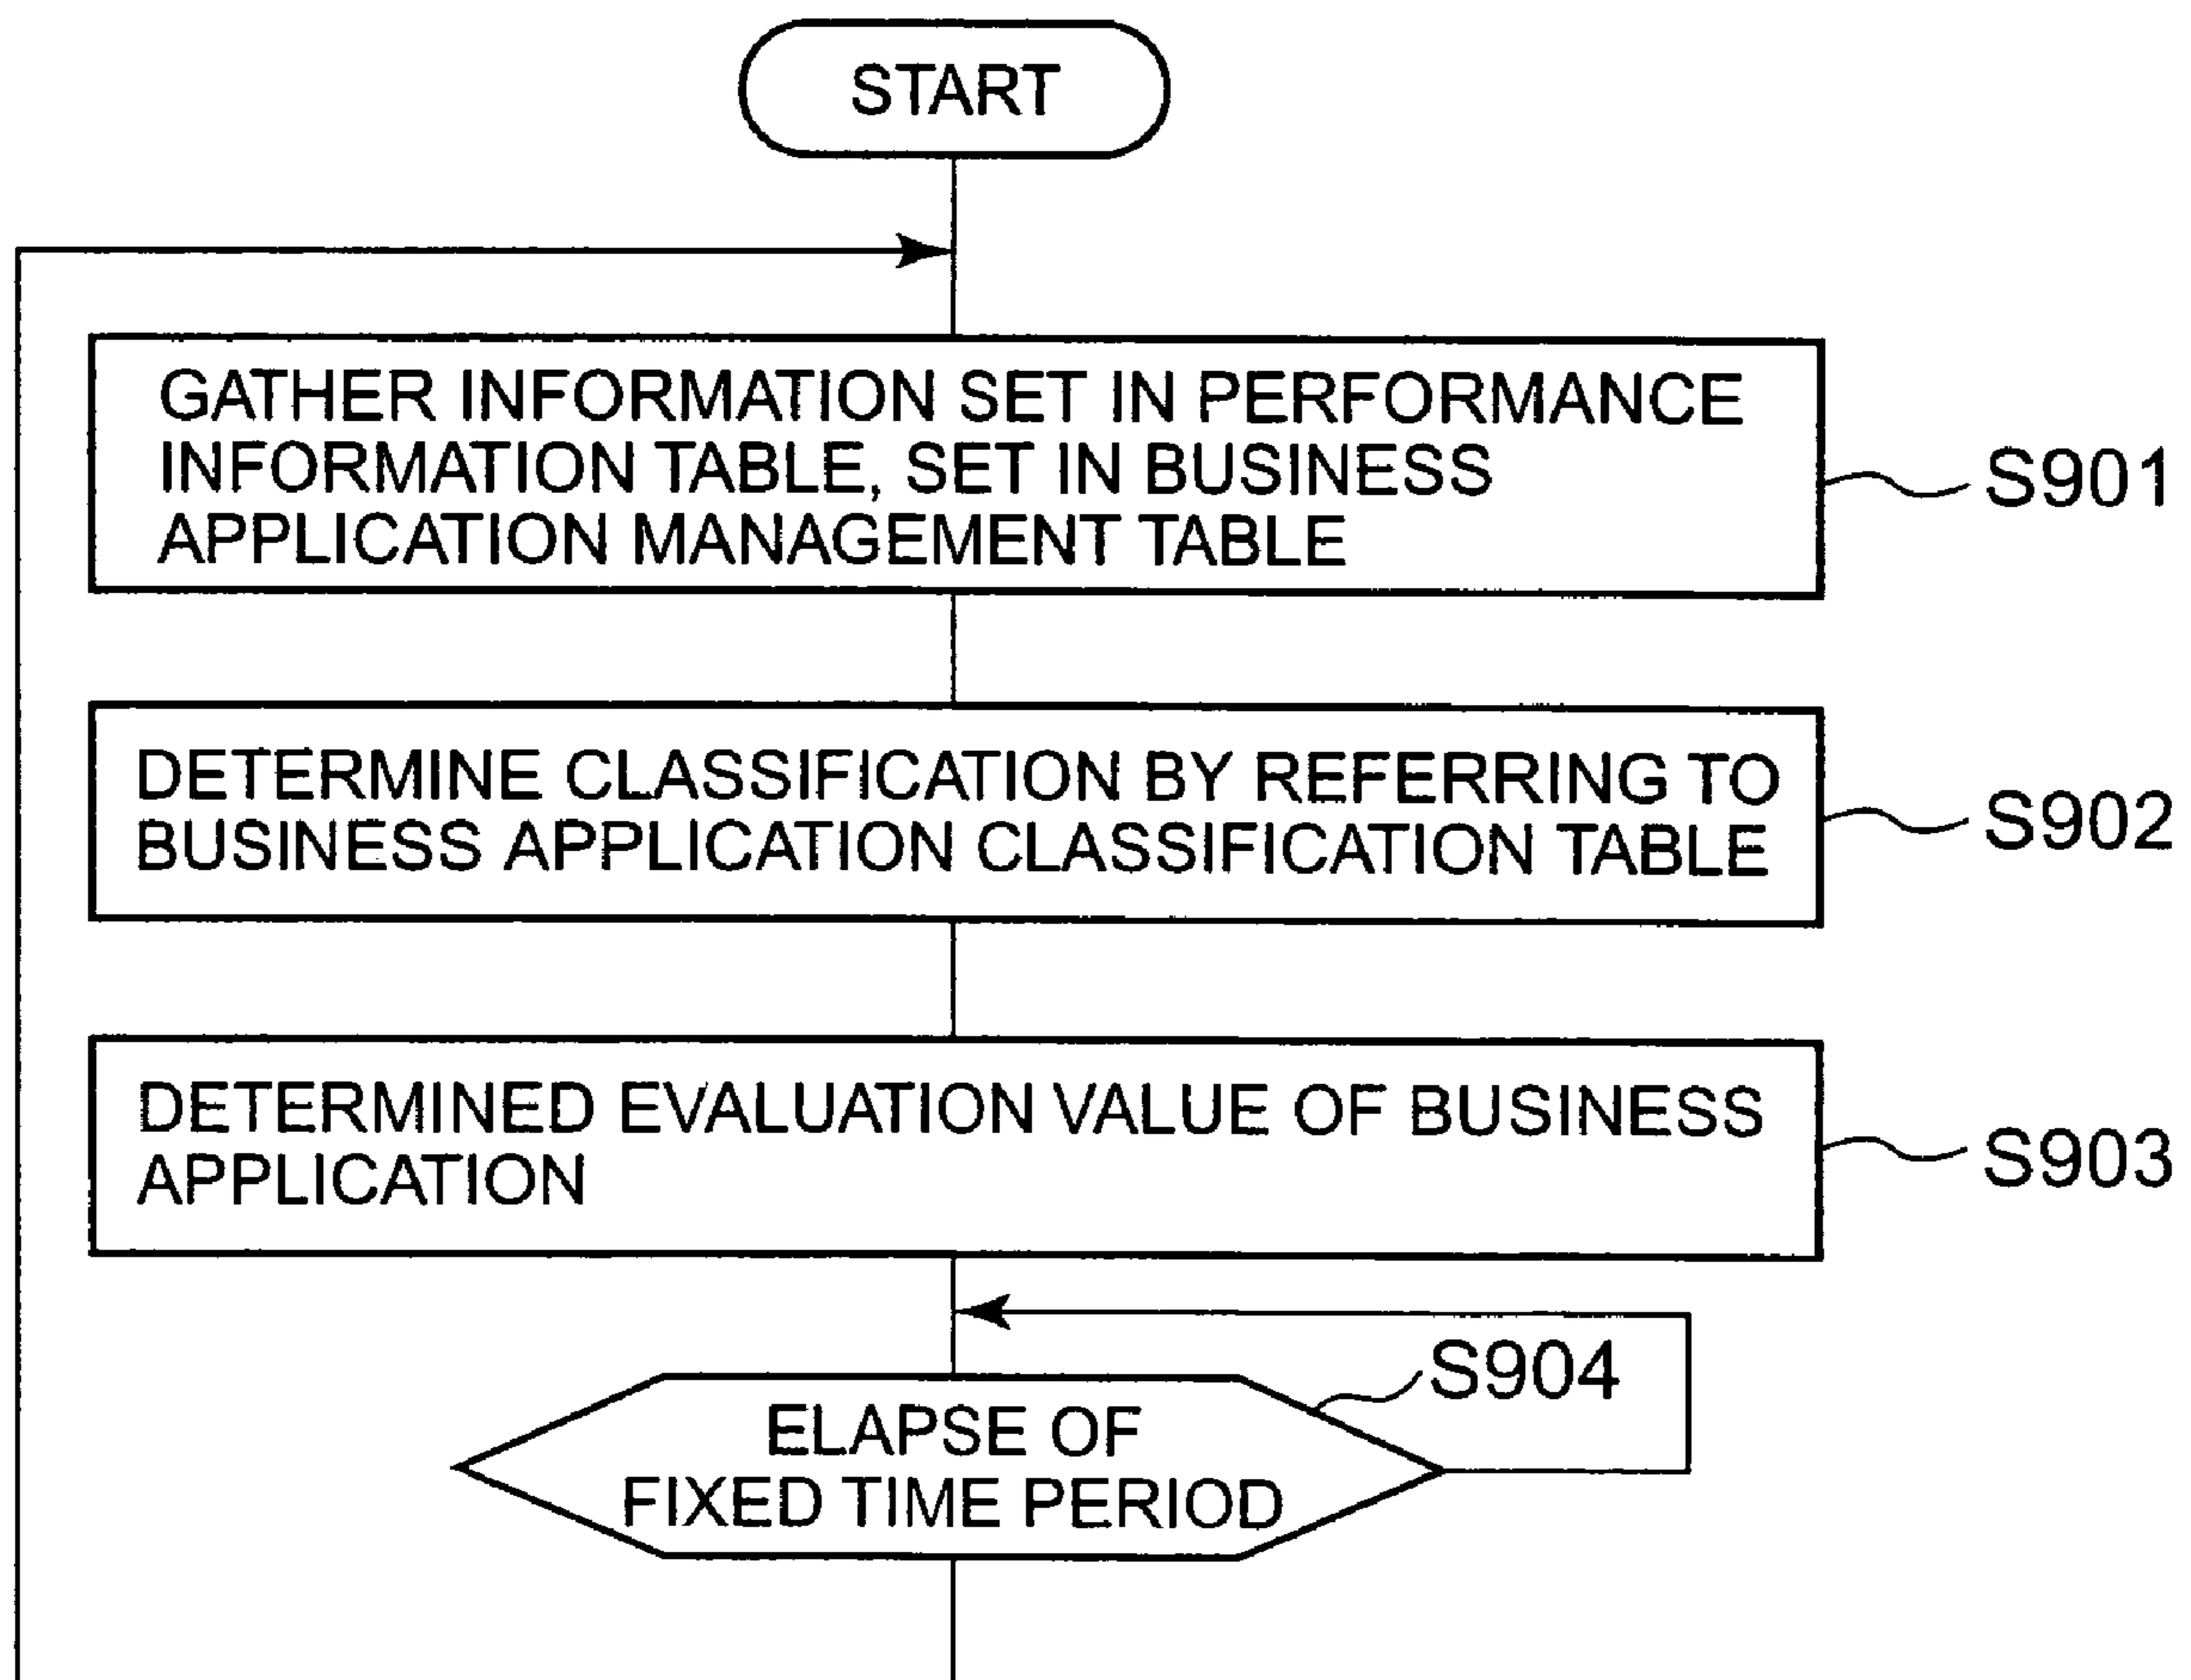 START
GATHER INFORMATION SET IN PERFORMANCE
INFORMATION TABLE, SET IN BUSINESS
APPLICATION MANAGEMENT TABLE
S901
DETERMINE CLASSIFICATION BY REFERRING TO
BUSINESS APPLICATION CLASSIFICATION TABLE
S902
DETERMINED EVALUATION VALUE OF BUSINESS
APPLICATION
S903
S904
ELAPSE OF
FIXED TIME PERIOD